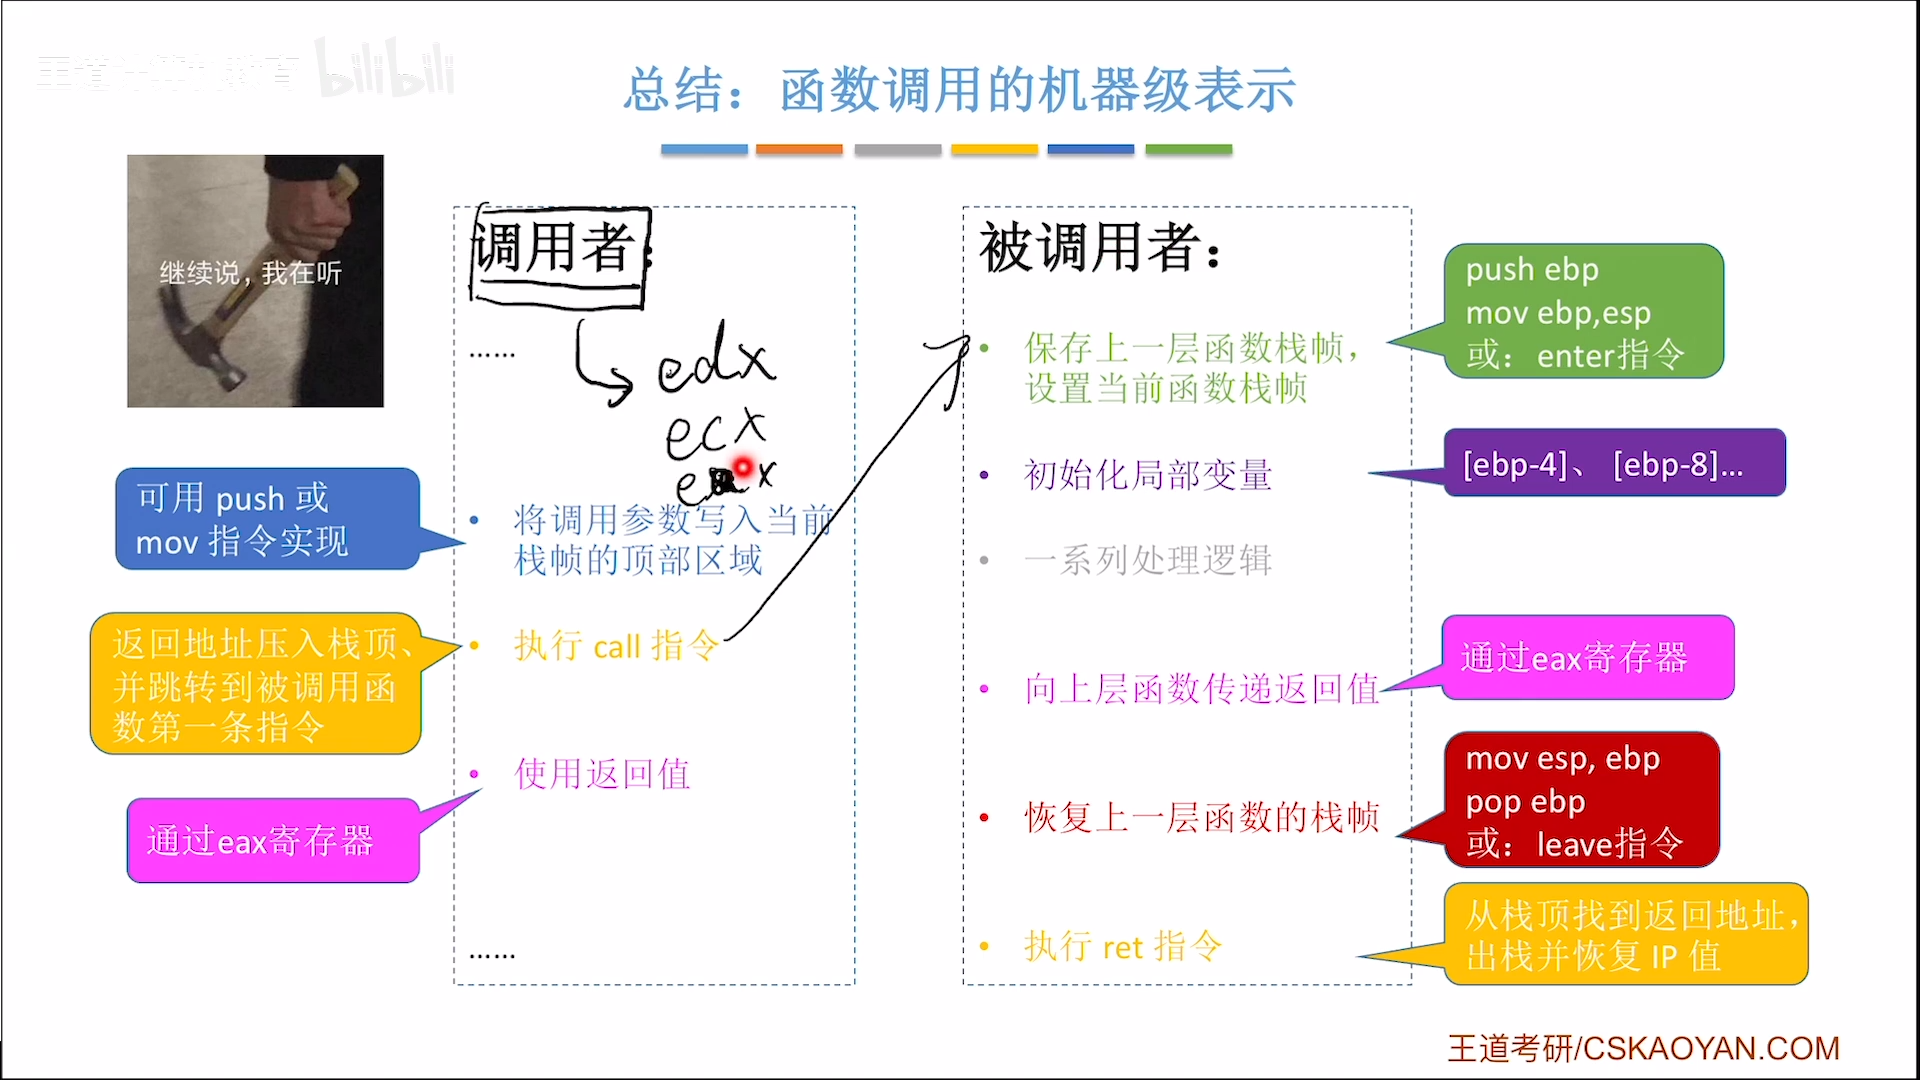 bilibili
总结：函数调用的机器级表示
继续说，我在听
调用者：
……
edx
ecx
将调用参数写入当前
栈帧的顶部区域
执行 call 指令
使用返回值
……
可用 push 或
mov 指令实现
返回地址压入栈顶、
并跳转到被调用函
数第一条指令
通过eax寄存器
被调用者：
保存上一层函数栈帧，
设置当前函数栈帧
初始化局部变量
一系列处理逻辑
向上层函数传递返回值
恢复上一层函数的栈帧
执行 ret 指令
push ebp
mov ebp,esp
或：enter指令
[ebp-4]、 [ebp-8]...
通过eax寄存器
mov esp, ebp
pop ebp
或：leave指令
从栈顶找到返回地址，
出栈并恢复 IP 值
王道考研/CSKAOYAN.COM